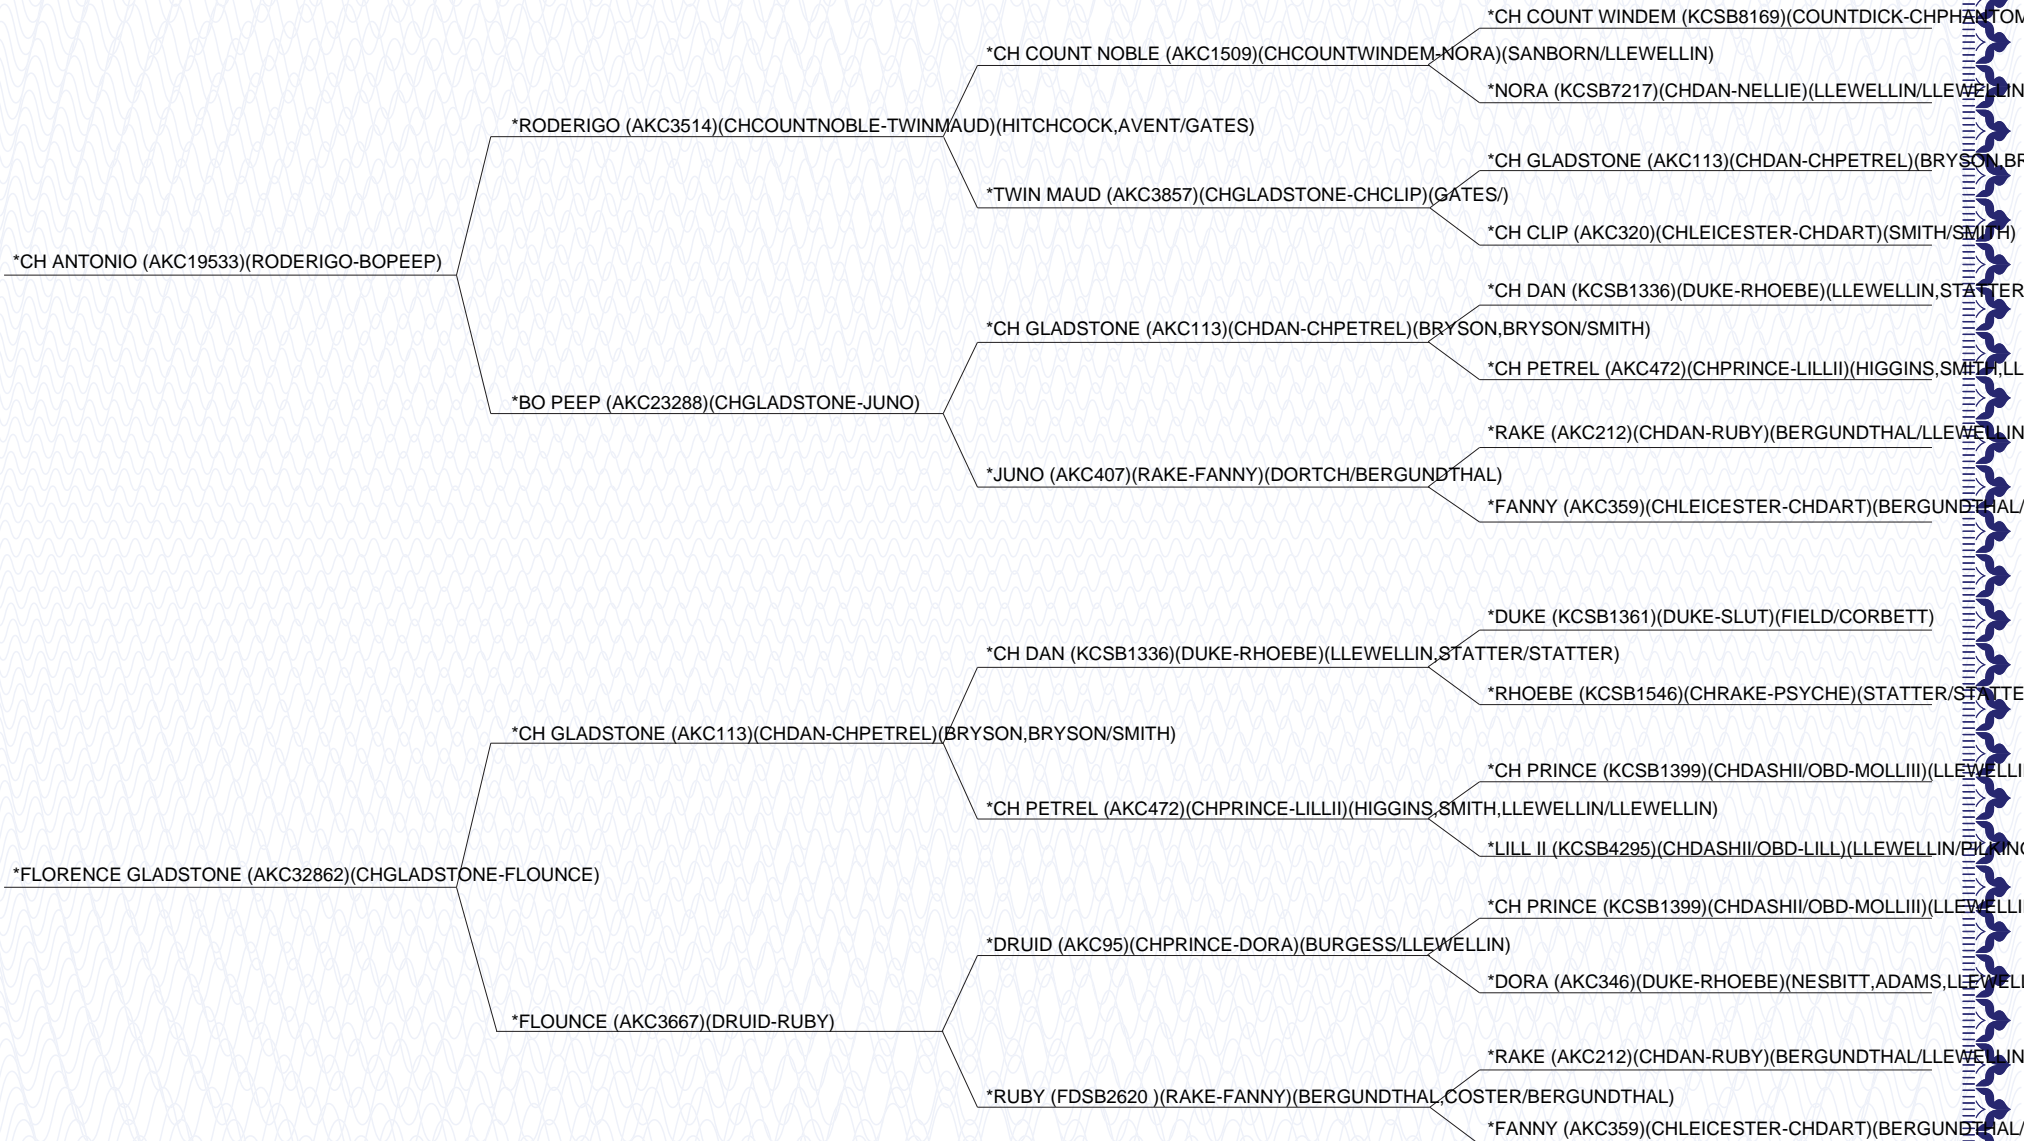 *CH COUNT WINDEM (KCSB8169)(COUNTDICK-CHPHANTOM
*CH COUNT NOBLE (AKC1509)(CHCOUNTWINDEM-NORA)(SANBORN/LLEWELLIN)
*NORA (KCSB7217)(CHDAN-NELLIE)(LLEWELLIN/LLEWELLIN
*RODERIGO (AKC3514)(CHCOUNTNOBLE-TWINMAUD)(HITCHCOCK,AVENT/GATES)
*CH GLADSTONE (AKC113)(CHDAN-CHPETREL)(BRYSON,BR
*TWIN MAUD (AKC3857)(CHGLADSTONE-CHCLIP)(GATES/)
*CH CLIP (AKC320)(CHLEICESTER-CHDART)(SMITH/SMITH)
*CH ANTONIO (AKC19533)(RODERIGO-BOPEEP)
*CH DAN (KCSB1336)(DUKE-RHOEBE)(LLEWELLIN,STATTER
*CH GLADSTONE (AKC113)(CHDAN-CHPETREL)(BRYSON,BRYSON/SMITH)
*CH PETREL (AKC472)(CHPRINCE-LILLII)(HIGGINS,SMITH,LL
*BO PEEP (AKC23288)(CHGLADSTONE-JUNO)
*RAKE (AKC212)(CHDAN-RUBY)(BERGUNDTHAL/LLEWELLIN
*JUNO (AKC407)(RAKE-FANNY)(DORTCH/BERGUNDTHAL)
*FANNY (AKC359)(CHLEICESTER-CHDART)(BERGUNDTHAL/
*DUKE (KCSB1361)(DUKE-SLUT)(FIELD/CORBETT)
*CH DAN (KCSB1336)(DUKE-RHOEBE)(LLEWELLIN,STATTER/STATTER)
*RHOEBE (KCSB1546)(CHRAKE-PSYCHE)(STATTER/STATTE
*CH GLADSTONE (AKC113)(CHDAN-CHPETREL)(BRYSON,BRYSON/SMITH)
*CH PRINCE (KCSB1399)(CHDASHII/OBD-MOLLIII)(LLEWELLI
*CH PETREL (AKC472)(CHPRINCE-LILLII)(HIGGINS,SMITH,LLEWELLIN/LLEWELLIN)
*LILL II (KCSB4295)(CHDASHII/OBD-LILL)(LLEWELLIN/PILKING
*FLORENCE GLADSTONE (AKC32862)(CHGLADSTONE-FLOUNCE)
*CH PRINCE (KCSB1399)(CHDASHII/OBD-MOLLIII)(LLEWELLI
*DRUID (AKC95)(CHPRINCE-DORA)(BURGESS/LLEWELLIN)
*DORA (AKC346)(DUKE-RHOEBE)(NESBITT,ADAMS,LLEWELL
*FLOUNCE (AKC3667)(DRUID-RUBY)
*RAKE (AKC212)(CHDAN-RUBY)(BERGUNDTHAL/LLEWELLIN
*RUBY (FDSB2620 )(RAKE-FANNY)(BERGUNDTHAL,COSTER/BERGUNDTHAL)
*FANNY (AKC359)(CHLEICESTER-CHDART)(BERGUNDTHAL/